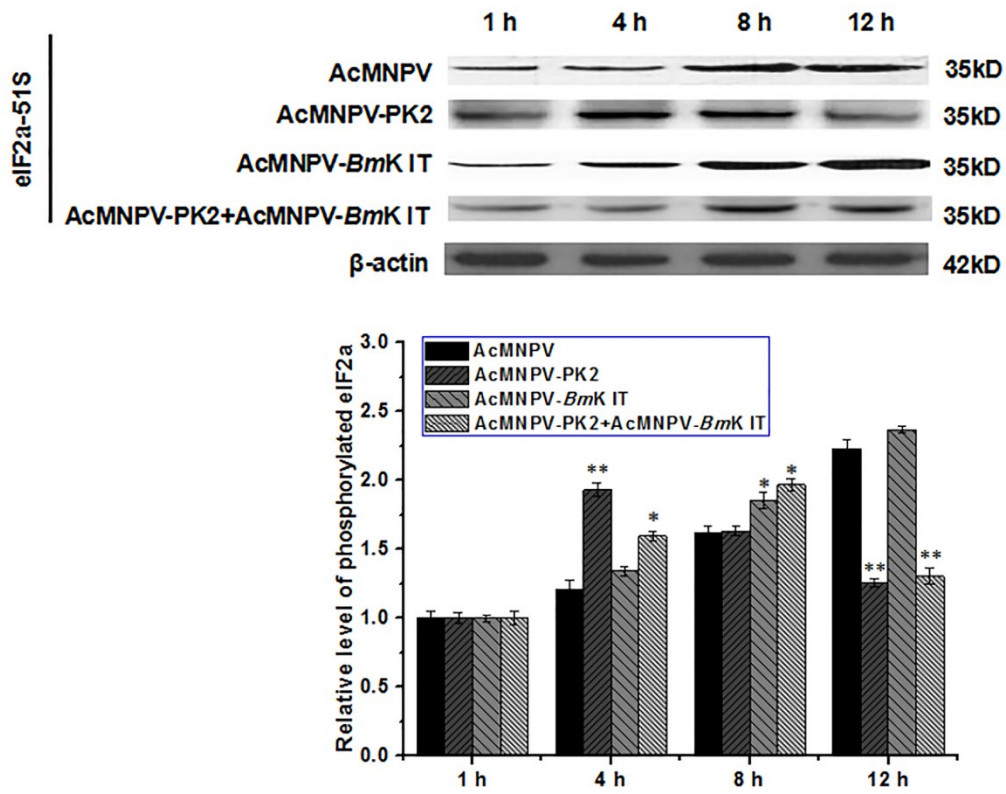 1 h 4 h 8 h 12 h
eIF2a-51S
AcMNPV 35kD
AcMNPV-PK2 35kD
AcMNPV-BmK IT 35kD
AcMNPV-PK2+AcMNPV-BmK IT 35kD
β-actin 42kD
Relative level of phosphorylated eIF2a
3.0
2.5
2.0
1.5
1.0
0.5
0.0
AcMNPV
AcMNPV-PK2
AcMNPV-BmK IT
AcMNPV-PK2+AcMNPV-BmK IT
** * * * ** **
1 h 4 h 8 h 12 h